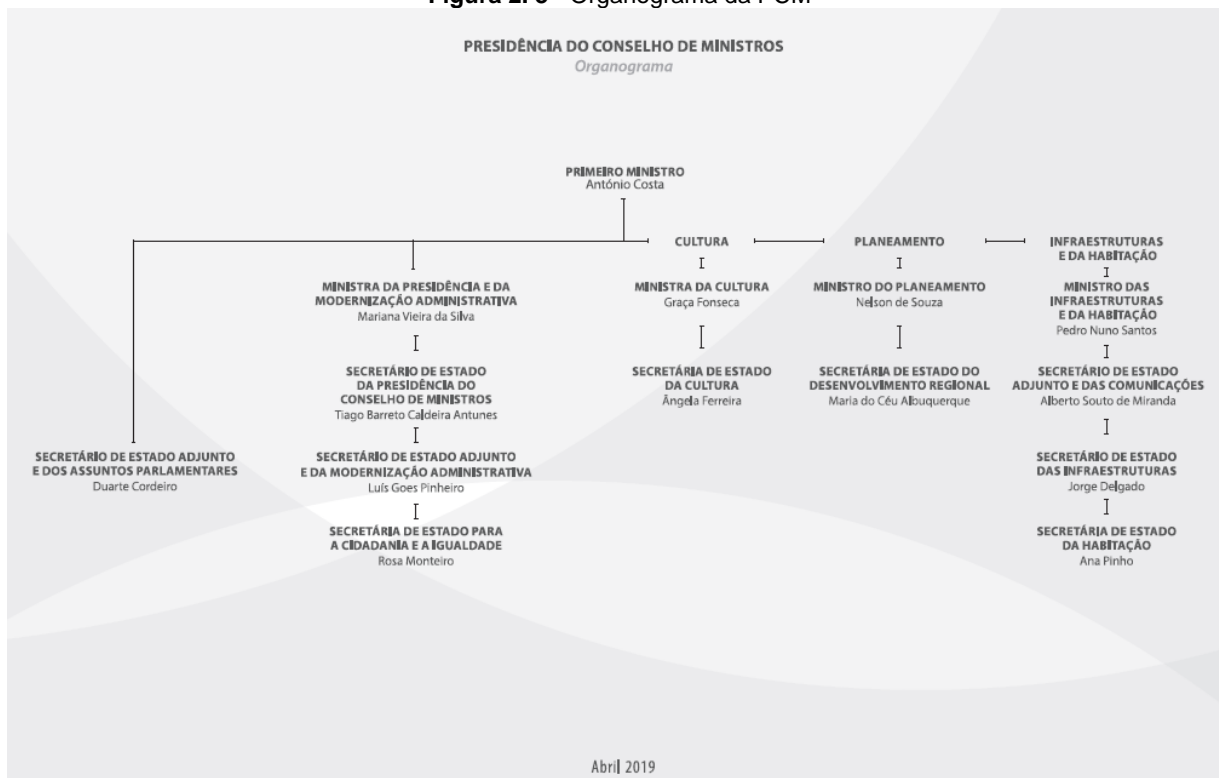 Figura 2. 8 - Organograma da PCM
PRESIDÊNCIA DO CONSELHO DE MINISTROS
Organograma
PRIMEIRO MINISTRO
António Costa
SECRETÁRIO DE ESTADO ADJUNTO
E DOS ASSUNTOS PARLAMENTARES
Duarte Cordeiro
MINISTRA DA PRESIDÊNCIA E DA
MODERNIZAÇÃO ADMINISTRATIVA
Mariana Vieira da Silva
SECRETÁRIO DE ESTADO
DA PRESIDÊNCIA DO
CONSELHO DE MINISTROS
Tiago Barreto Caldeira Antunes
SECRETÁRIO DE ESTADO ADJUNTO
E DA MODERNIZAÇÃO ADMINISTRATIVA
Luís Goes Pinheiro
SECRETÁRIA DE ESTADO PARA
A CIDADANIA E A IGUALDADE
Rosa Monteiro
CULTURA
MINISTRA DA CULTURA
Graça Fonseca
SECRETÁRIA DE ESTADO
DA CULTURA
Ângela Ferreira
PLANEAMENTO
MINISTRO DO PLANEAMENTO
Nelson de Souza
SECRETÁRIA DE ESTADO DO
DESENVOLVIMENTO REGIONAL
Maria do Céu Albuquerque
INFRAESTRUTURAS
E DA HABITAÇÃO
MINISTRO DAS
INFRAESTRUTURAS
E DA HABITAÇÃO
Pedro Nuno Santos
SECRETÁRIO DE ESTADO
ADJUNTO E DAS COMUNICAÇÕES
Alberto Souto de Miranda
SECRETÁRIO DE ESTADO
DAS INFRAESTRUTURAS
Jorge Delgado
SECRETÁRIA DE ESTADO
DA HABITAÇÃO
Ana Pinho
Abril 2019